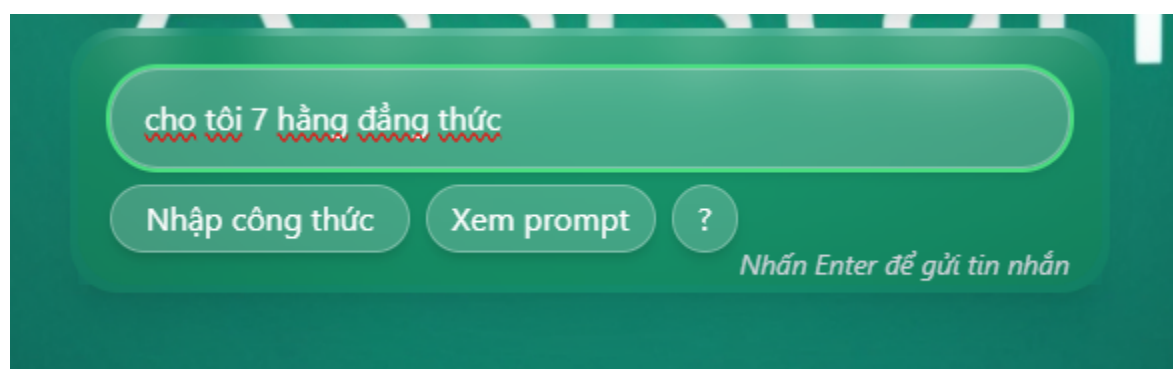 cho tôi 7 hằng đẳng thức
Nhập công thức
Xem prompt
?
Nhấn Enter để gửi tin nhắn